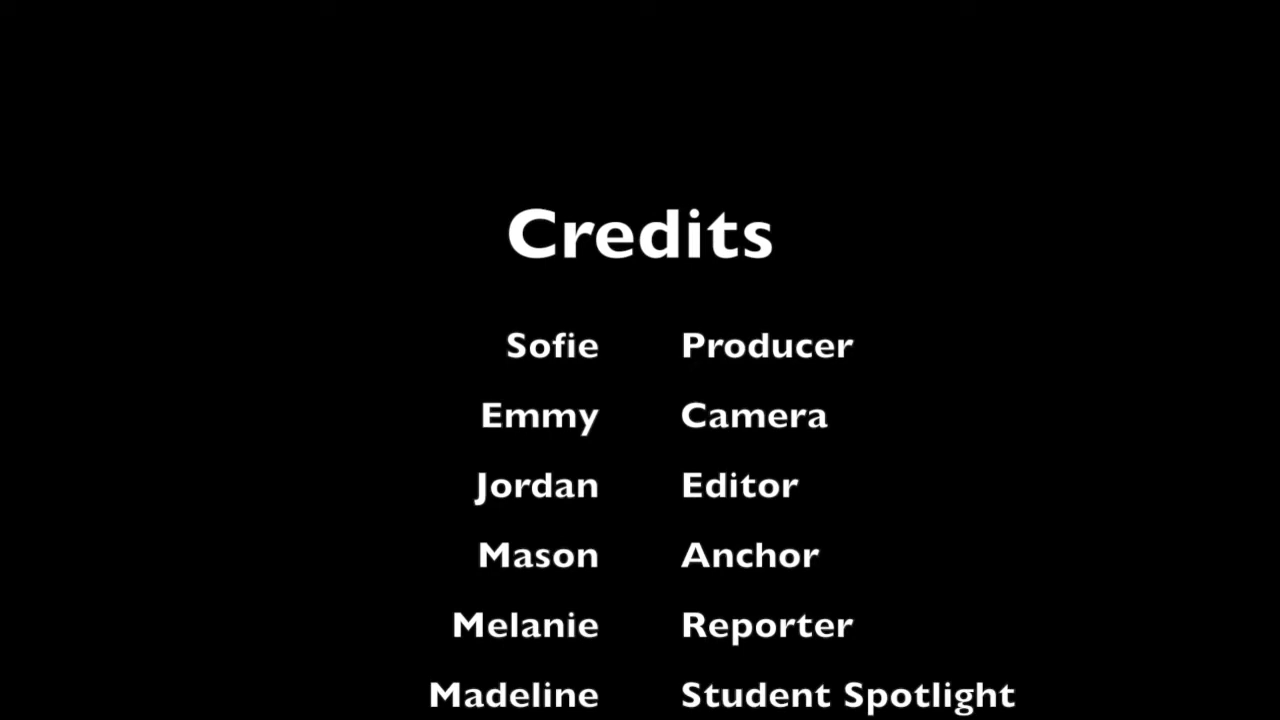 Credits
Sofie Producer
Emmy Camera
Jordan Editor
Mason Anchor
Melanie Reporter
Madeline Student Spotlight